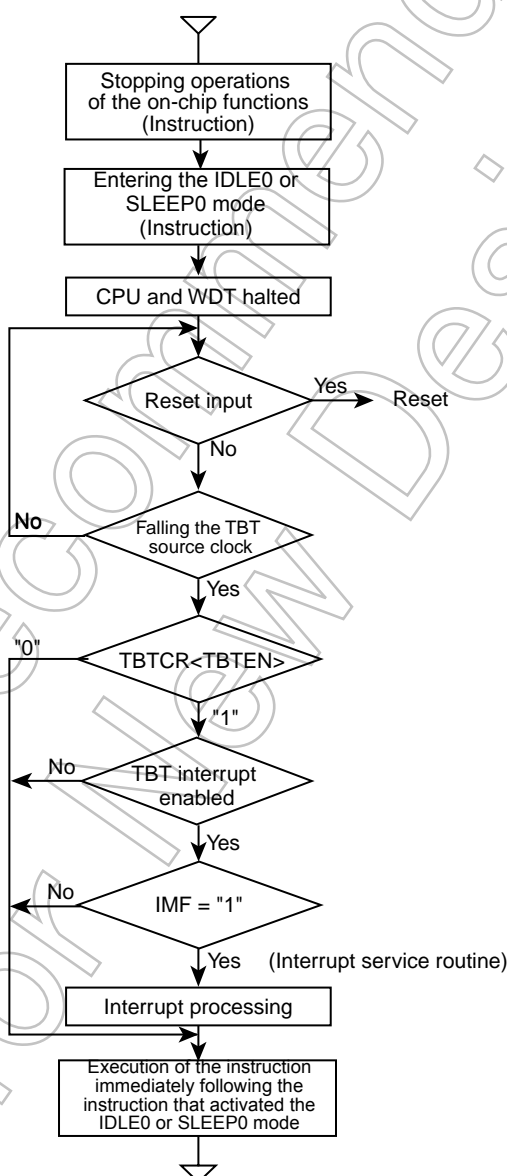 Stopping operations
of the on-chip functions
(Instruction)
Entering the IDLE0 or
SLEEP0 mode
(Instruction)
CPU and WDT halted
Reset input
Yes
Reset
No
No
Falling the TBT
source clock
Yes
"0"
TBTCR<TBTEN>
"1"
No
TBT interrupt
enabled
Yes
No
IMF = "1"
Yes
(Interrupt service routine)
Interrupt processing
Execution of the instruction
immediately following the
instruction that activated the
IDLE0 or SLEEP0 mode